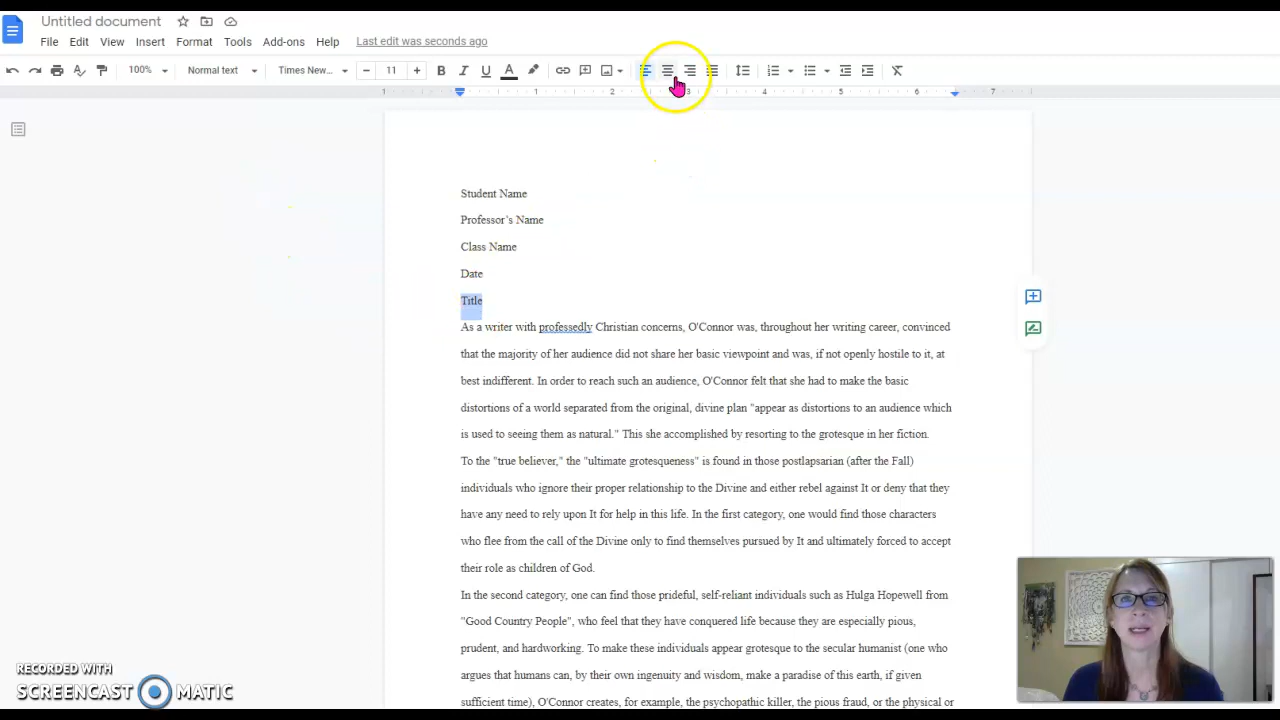 Untitled document
File Edit View Insert Format Tools Add-ons Help Last edit was seconds ago
100% Normal text Times New... 11 B I U A
1 1 2 3 4 5 6 7
Student Name
Professor's Name
Class Name
Date
Title
As a writer with professedly Christian concerns, O'Connor was, throughout her writing career, convinced
that the majority of her audience did not share her basic viewpoint and was, if not openly hostile to it, at
best indifferent. In order to reach such an audience, O'Connor felt that she had to make the basic
distortions of a world separated from the original, divine plan "appear as distortions to an audience which
is used to seeing them as natural." This she accomplished by resorting to the grotesque in her fiction.
To the "true believer," the "ultimate grotesqueness" is found in those postlapsarian (after the Fall)
individuals who ignore their proper relationship to the Divine and either rebel against It or deny that they
have any need to rely upon It for help in this life. In the first category, one would find those characters
who flee from the call of the Divine only to find themselves pursued by It and ultimately forced to accept
their role as children of God.
In the second category, one can find those prideful, self-reliant individuals such as Hulga Hopewell from
"Good Country People", who feel that they have conquered life because they are especially pious,
prudent, and hardworking. To make these individuals appear grotesque to the secular humanist (one who
argues that humans can, by their own ingenuity and wisdom, make a paradise of this earth, if given
sufficient time), O'Connor creates, for example, the psychopathic killer, the pious fraud, or the physical or
RECORDED WITH
SCREENCAST MATIC